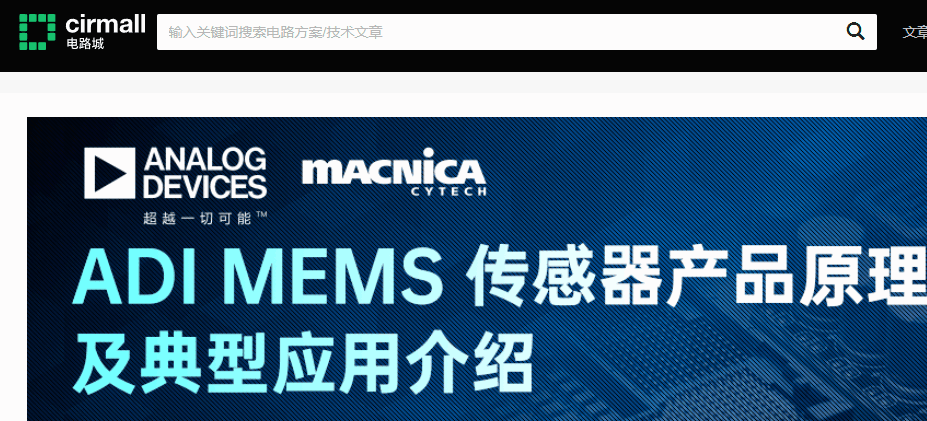 cirmall
电路城
输入关键词搜索电路方案/技术文章
文章
ANALOG
DEVICES
超越一切可能™
MACNICA
CYTECH
ADI MEMS 传感器产品原理
及典型应用介绍